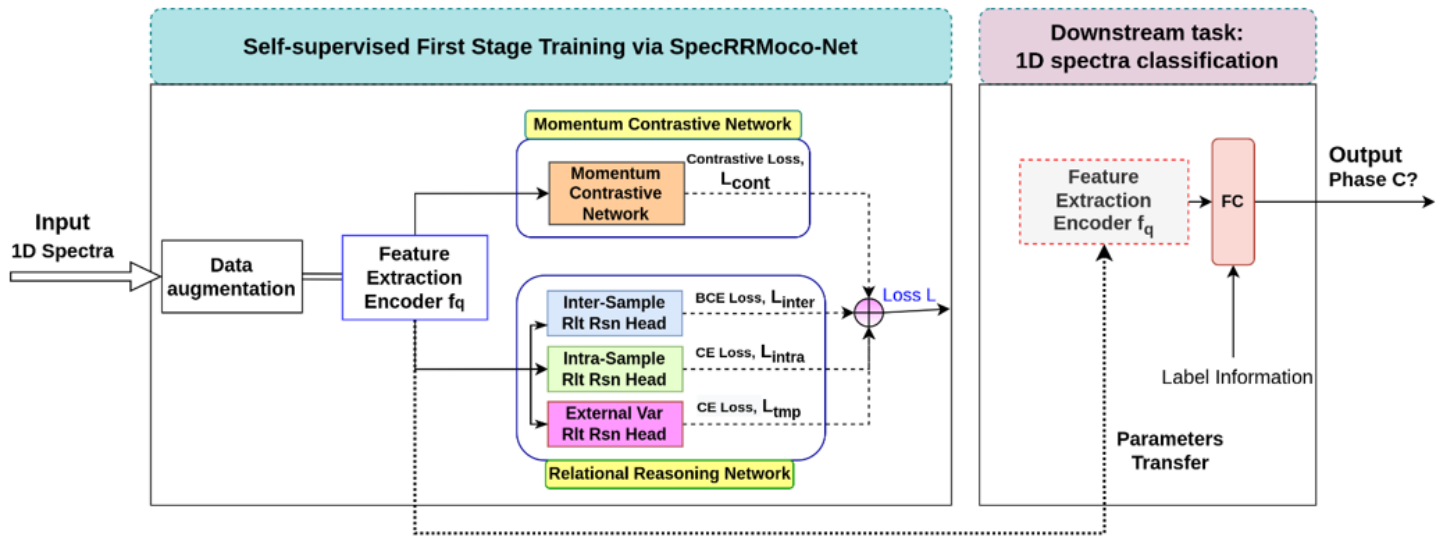 Self-supervised First Stage Training via SpecRRMoco-Net
Downstream task:
1D spectra classification
Input
1D Spectra
Data
augmentation
Feature
Extraction
Encoder fq
Momentum Contrastive Network
Momentum
Contrastive
Network
Contrastive Loss,
Lcont
Inter-Sample
Rlt Rsn Head
BCE Loss, Linter
Intra-Sample
Rlt Rsn Head
CE Loss, Lintra
External Var
Rlt Rsn Head
CE Loss, Ltmp
Relational Reasoning Network
Loss L
Feature
Extraction
Encoder fq
FC
Output
Phase C?
Label Information
Parameters
Transfer